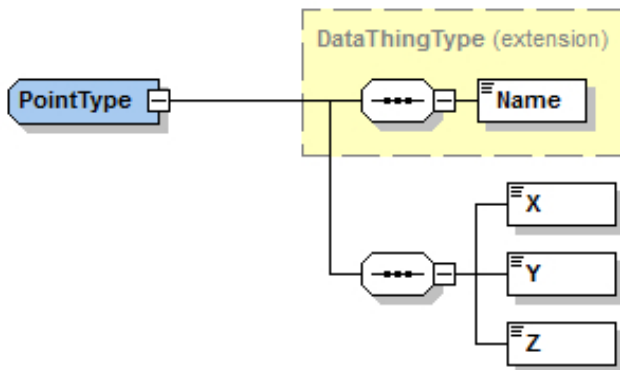 DataThingType (extension)
PointType
Name
X
Y
Z